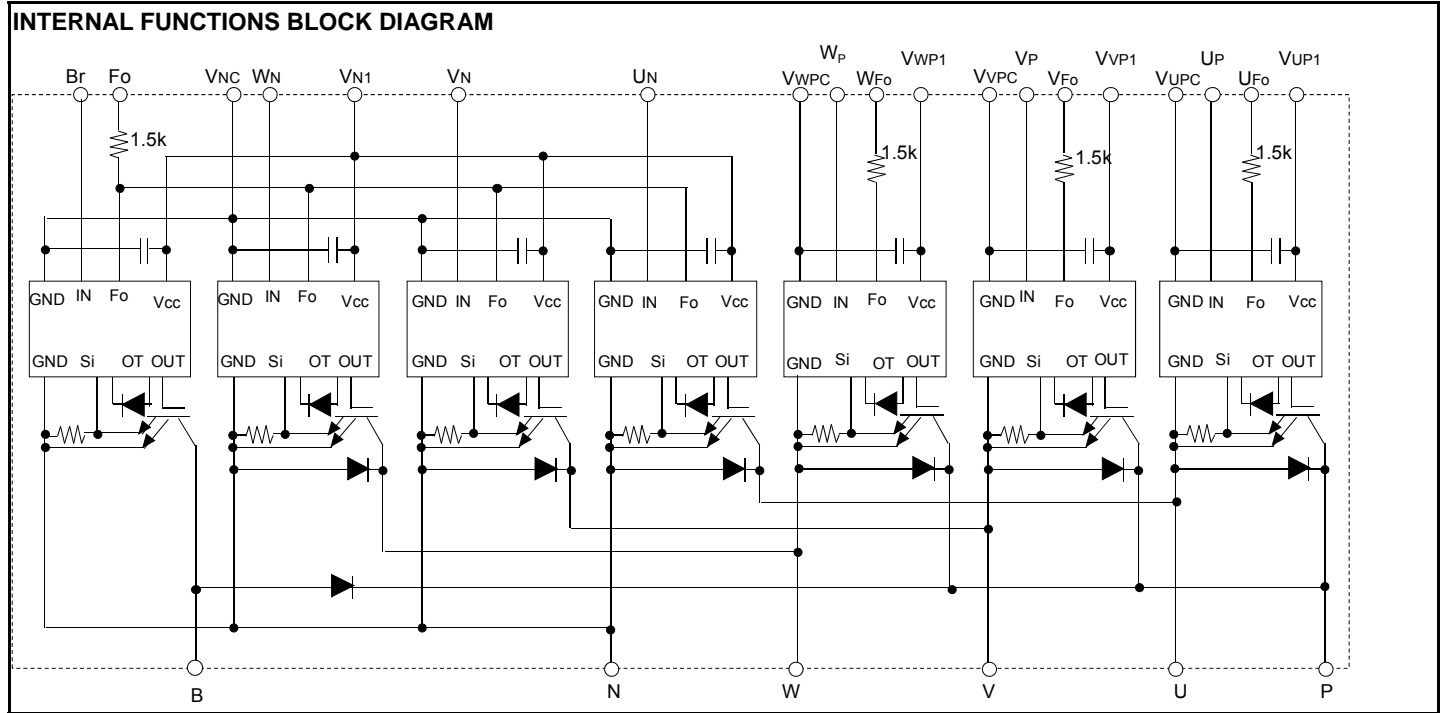 INTERNAL FUNCTIONS BLOCK DIAGRAM
Br Fo VNC WN VN1 VN UN VWPC WP WFo VWP1 VVPC VP VFo VVP1 VUPC UP UFo VUP1
1.5k 1.5k 1.5k 1.5k
GND IN Fo Vcc GND IN Fo Vcc GND IN Fo Vcc GND IN Fo Vcc GND IN Fo Vcc GND IN Fo Vcc GND IN Fo Vcc
GND Si OT OUT GND Si OT OUT GND Si OT OUT GND Si OT OUT GND Si OT OUT GND Si OT OUT GND Si OT OUT
B N W V U P